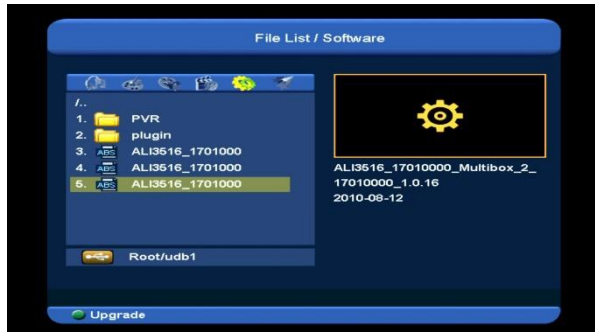 File List / Software
/..
1. PVR
2. plugin
3. ABS ALI3516_1701000
4. ABS ALI3516_1701000
5. ABS ALI3516_1701000
ALI3516_17010000_Multibox_2_
17010000_1.0.16
2010-08-12
Root/udb1
Upgrade